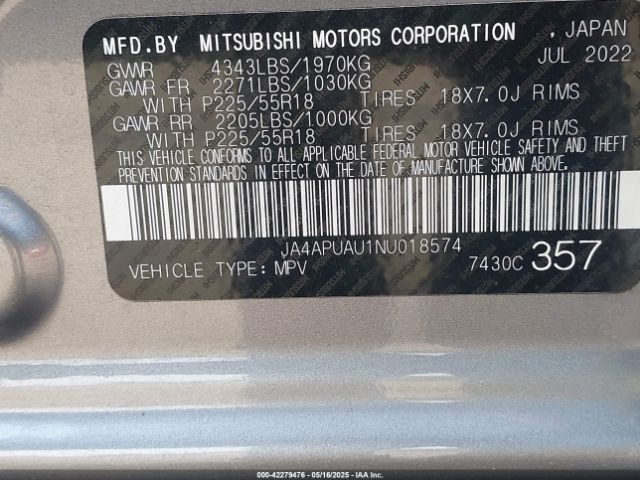 MFD.BY MITSUBISHI MOTORS CORPORATION , JAPAN
GVWR 4343LBS/1970KG JUL 2022
GAWR FR 2271LBS/1030KG
WITH P225/55R18 TIRES 18X7.0J RIMS
GAWR RR 2205LBS/1000KG
WITH P225/55R18 TIRES 18X7.0J RIMS
THIS VEHICLE CONFORMS TO ALL APPLICABLE FEDERAL MOTOR VEHICLE SAFETY AND THEFT
PREVENTION STANDARDS IN EFFECT ON THE DATE OF MANUFACTURE SHOWN ABOVE.
JA4APUAU1NU018574
VEHICLE TYPE: MPV 7430C 357
000-42279476 - 05/16/2025 - IAA Inc.